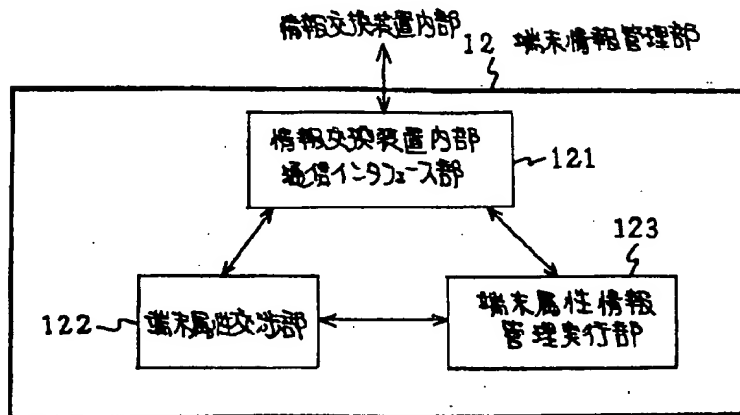 情報交換装置内部
12 端末情報管理部
情報交換装置内部
通信インタフェース部
121
123
122
端末属性交渉部
端末属性情報
管理実行部